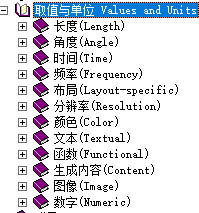 取值与单位 Values and Units
长度(Length)
角度(Angle)
时间(Time)
频率(Frequency)
布局(Layout-specific)
分辨率(Resolution)
颜色(Color)
文本(Textual)
函数(Functional)
生成内容(Content)
图像(Image)
数字(Numeric)